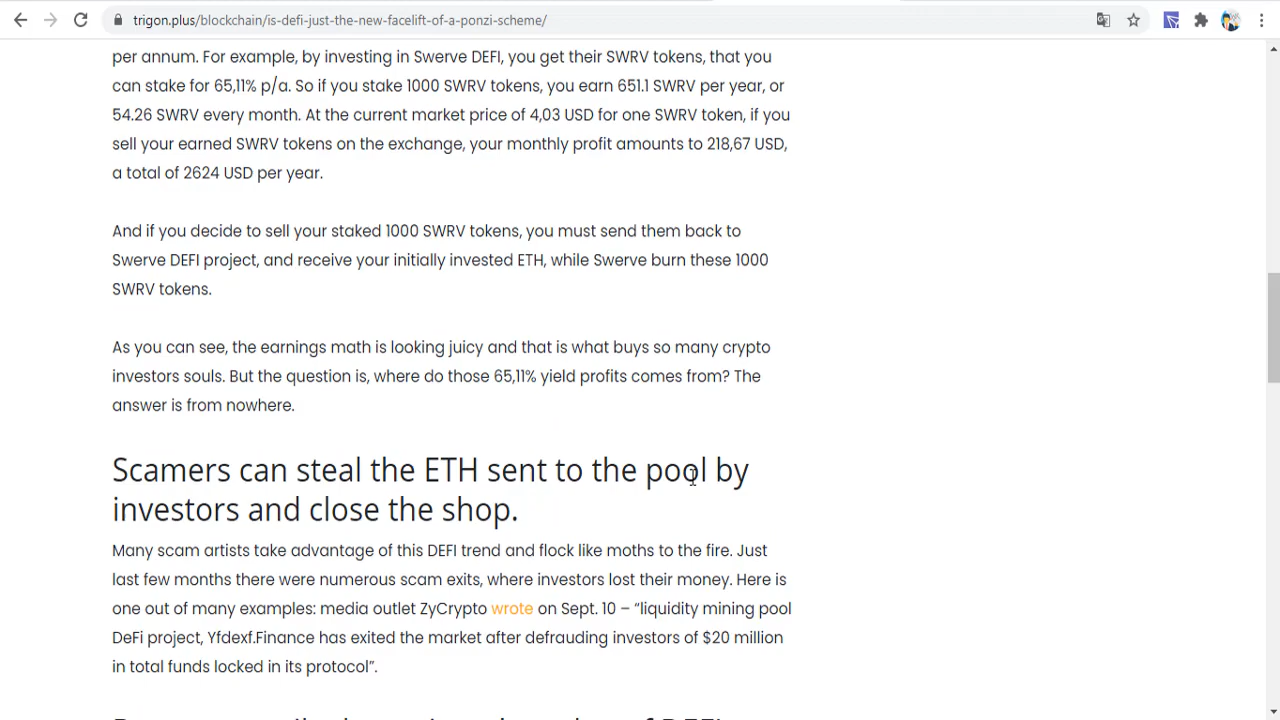 trigon.plus/blockchain/is-defi-just-the-new-facelift-of-a-ponzi-scheme/
per annum. For example, by investing in Swerve DEFI, you get their SWRV tokens, that you
can stake for 65,11% p/a. So if you stake 1000 SWRV tokens, you earn 651.1 SWRV per year, or
54.26 SWRV every month. At the current market price of 4,03 USD for one SWRV token, if you
sell your earned SWRV tokens on the exchange, your monthly profit amounts to 218,67 USD,
a total of 2624 USD per year.
And if you decide to sell your staked 1000 SWRV tokens, you must send them back to
Swerve DEFI project, and receive your initially invested ETH, while Swerve burn these 1000
SWRV tokens.
As you can see, the earnings math is looking juicy and that is what buys so many crypto
investors souls. But the question is, where do those 65,11% yield profits comes from? The
answer is from nowhere.
Scamers can steal the ETH sent to the pool by
investors and close the shop.
Many scam artists take advantage of this DEFI trend and flock like moths to the fire. Just
last few months there were numerous scam exits, where investors lost their money. Here is
one out of many examples: media outlet ZyCrypto wrote on Sept. 10 – “liquidity mining pool
DeFi project, Yfdexf.Finance has exited the market after defrauding investors of $20 million
in total funds locked in its protocol”.